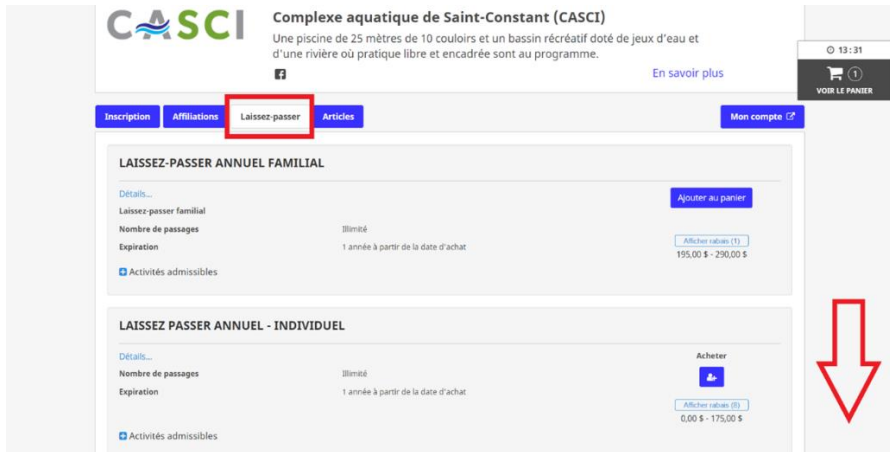 CASCI
Complexe aquatique de Saint-Constant (CASCI)
Une piscine de 25 mètres de 10 couloirs et un bassin récréatif doté de jeux d'eau et
d'une rivière où pratique libre et encadrée sont au programme.
En savoir plus
13:31
1
VOIR LE PANIER
Inscription Affiliations Laissez-passer Articles Mon compte
LAISSEZ-PASSER ANNUEL FAMILIAL
Détails...
Ajouter au panier
Laissez-passer familial
Nombre de passages Illimité
Afficher rabais (1)
Expiration 1 année à partir de la date d'achat
195,00 $ - 290,00 $
Activités admissibles
LAISSEZ PASSER ANNUEL - INDIVIDUEL
Détails... Acheter
Nombre de passages Illimité
Expiration 1 année à partir de la date d'achat
Afficher rabais (8)
0,00 $ - 175,00 $
Activités admissibles